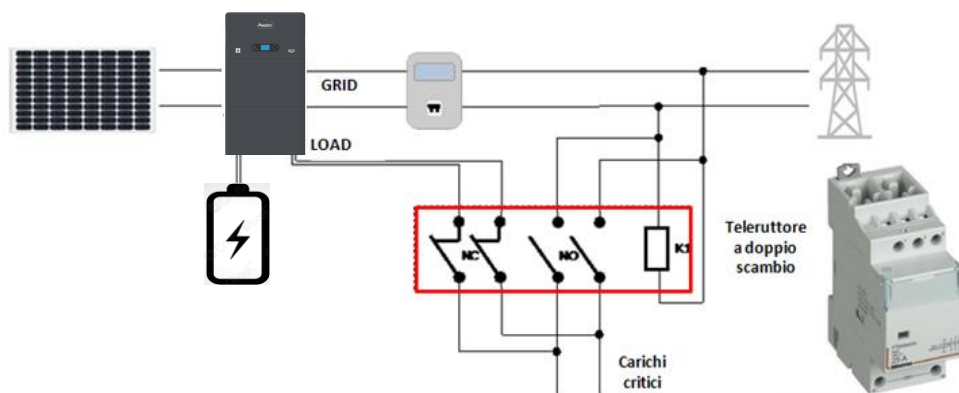 GRID
LOAD
NC
NO
K1
Teleruttore
a doppio
scambio
Carichi
critici